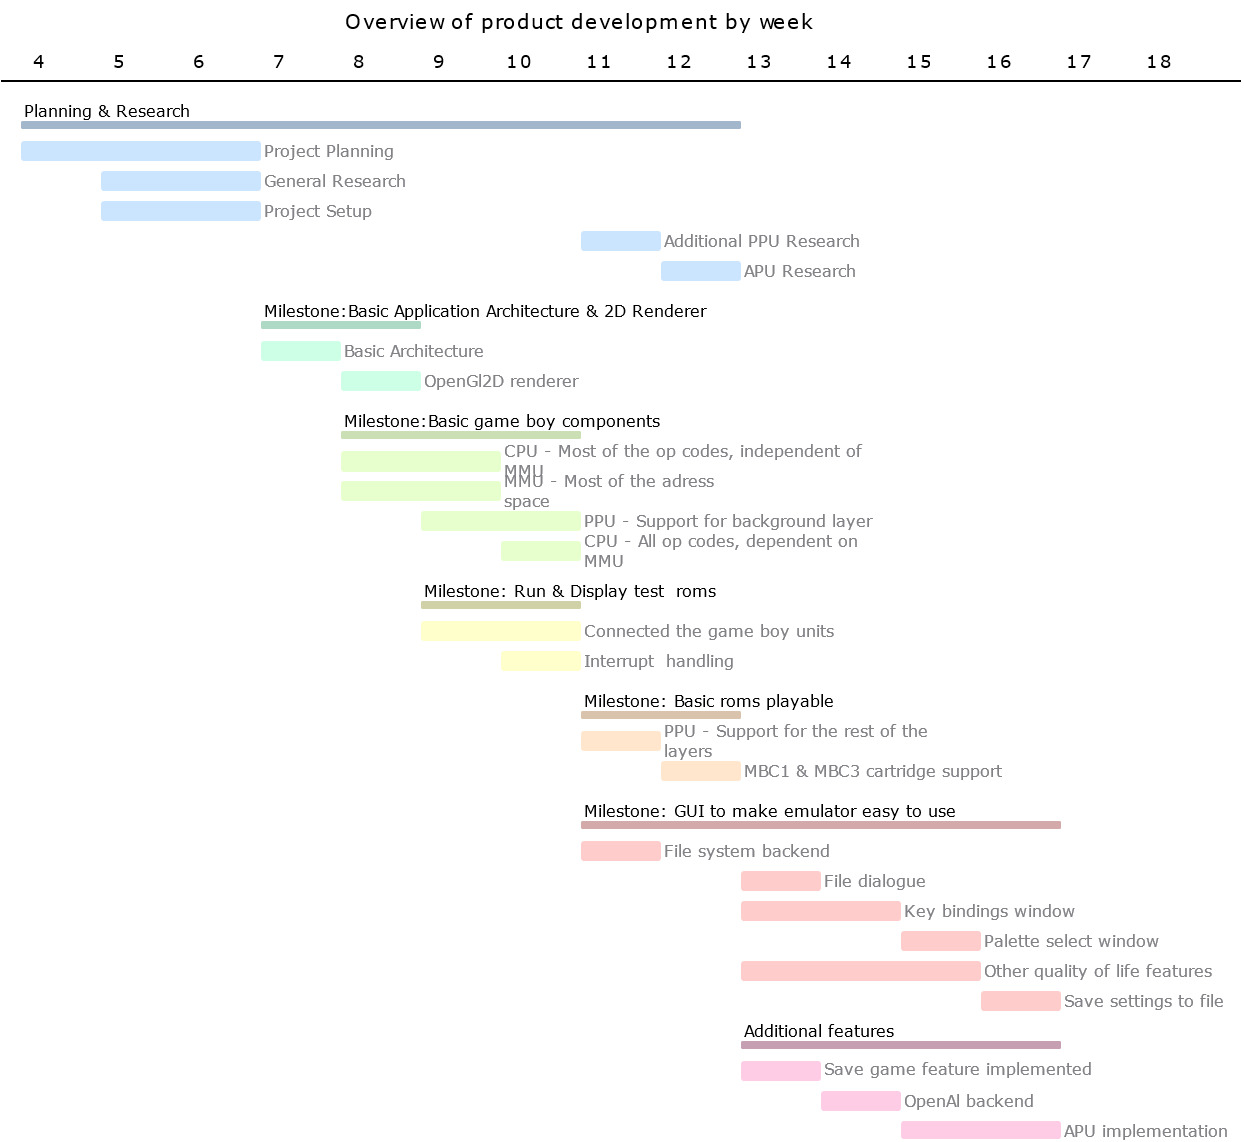 Overview of product development by week
4 5 6 7 8 9 10 11 12 13 14 15 16 17 18
Planning & Research
Project Planning
General Research
Project Setup
Additional PPU Research
APU Research
Milestone:Basic Application Architecture & 2D Renderer
Basic Architecture
OpenGl2D renderer
Milestone:Basic game boy components
CPU - Most of the op codes, independent of
MMU
MMU - Most of the adress
space
PPU - Support for background layer
CPU - All op codes, dependent on
MMU
Milestone: Run & Display test roms
Connected the game boy units
Interrupt handling
Milestone: Basic roms playable
PPU - Support for the rest of the
layers
MBC1 & MBC3 cartridge support
Milestone: GUI to make emulator easy to use
File system backend
File dialogue
Key bindings window
Palette select window
Other quality of life features
Save settings to file
Additional features
Save game feature implemented
OpenAl backend
APU implementation